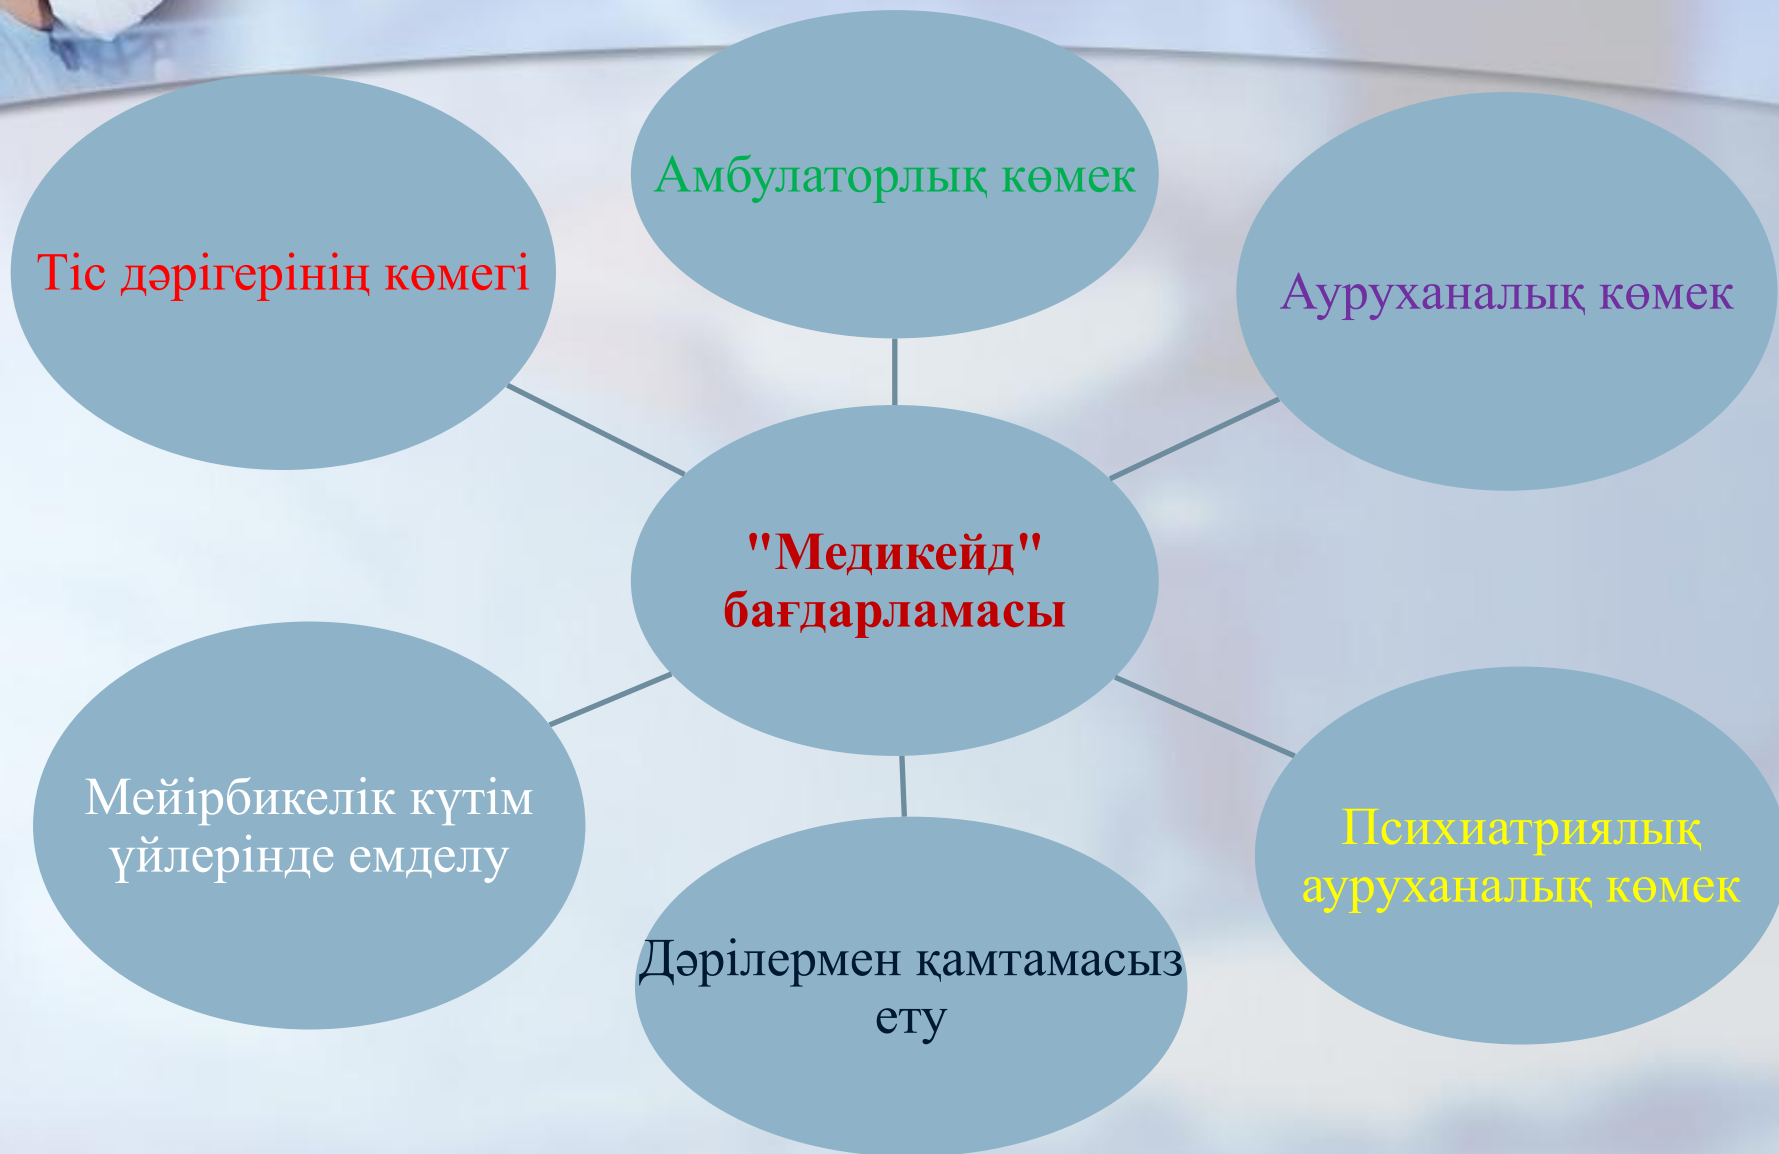 Амбулаторлық көмек
Тіс дәрігерінің көмегі
Ауруханалық көмек
"Медикейд"
бағдарламасы
Мейірбикелік күтім
үйлерінде емделу
Психиатриялық
ауруханалық көмек
Дәрілермен қамтамасыз
ету